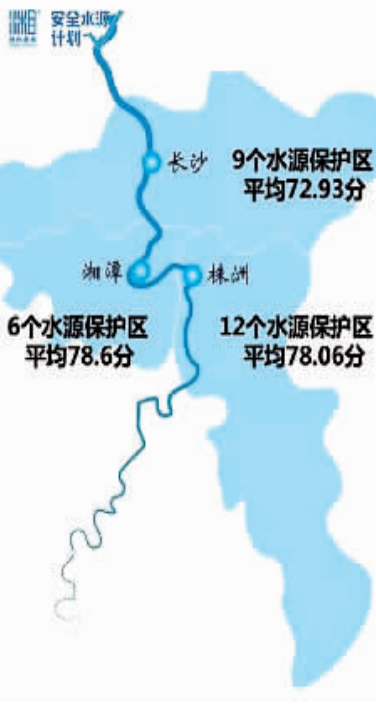 安全水源
计划
长沙
9个水源保护区
平均72.93分
湘潭
株洲
6个水源保护区
平均78.6分
12个水源保护区
平均78.06分